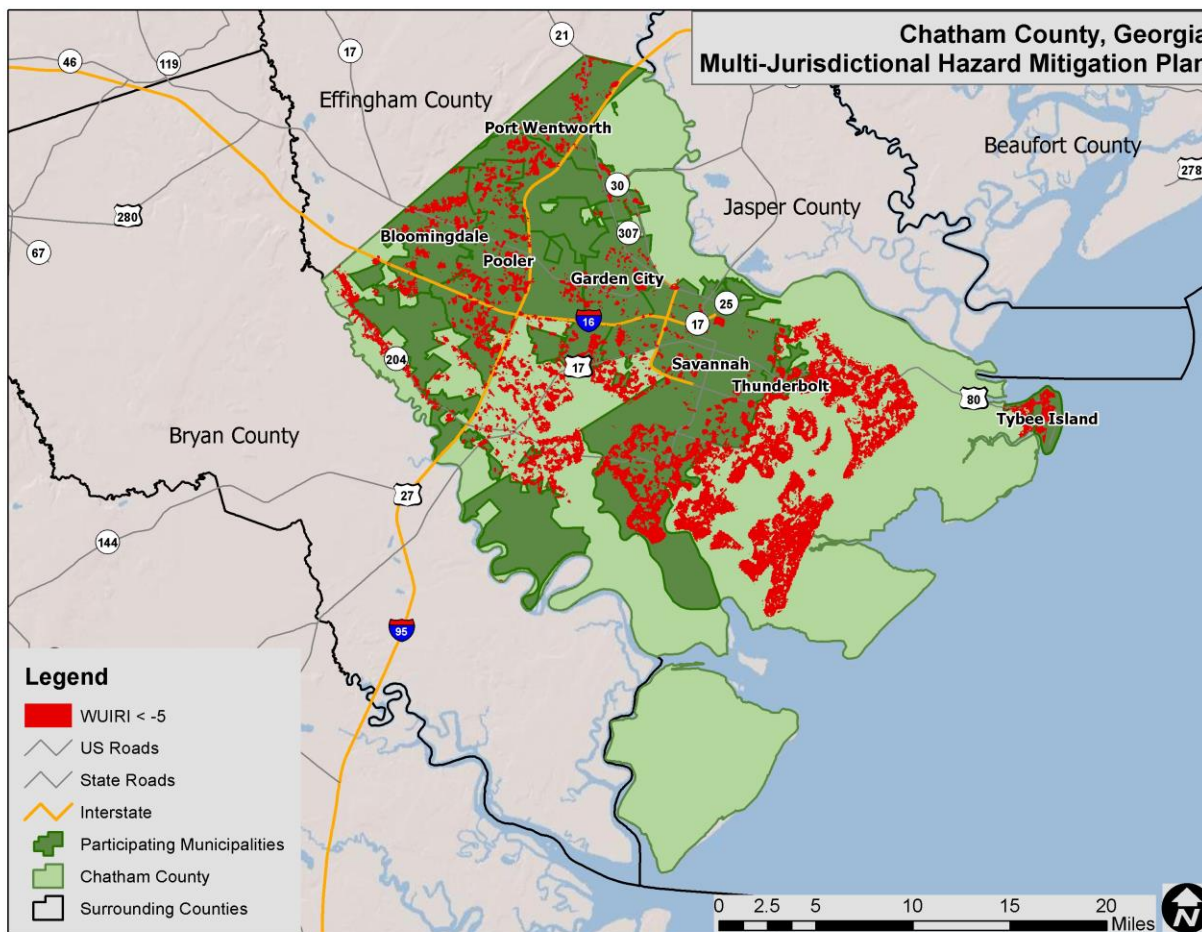 Chatham County, Georgia
Multi-Jurisdictional Hazard Mitigation Plan
46
119
17
21
Effingham County
Port Wentworth
Beaufort County
278
30
Jasper County
280
67
307
Bloomingdale
Pooler
Garden City
25
16
17
204
17
Savannah
Thunderbolt
80
Tybee Island
Bryan County
27
144
95
Legend
WUIRI < -5
US Roads
State Roads
Interstate
Participating Municipalities
Chatham County
Surrounding Counties
0 2.5 5 10 15 20
Miles
N